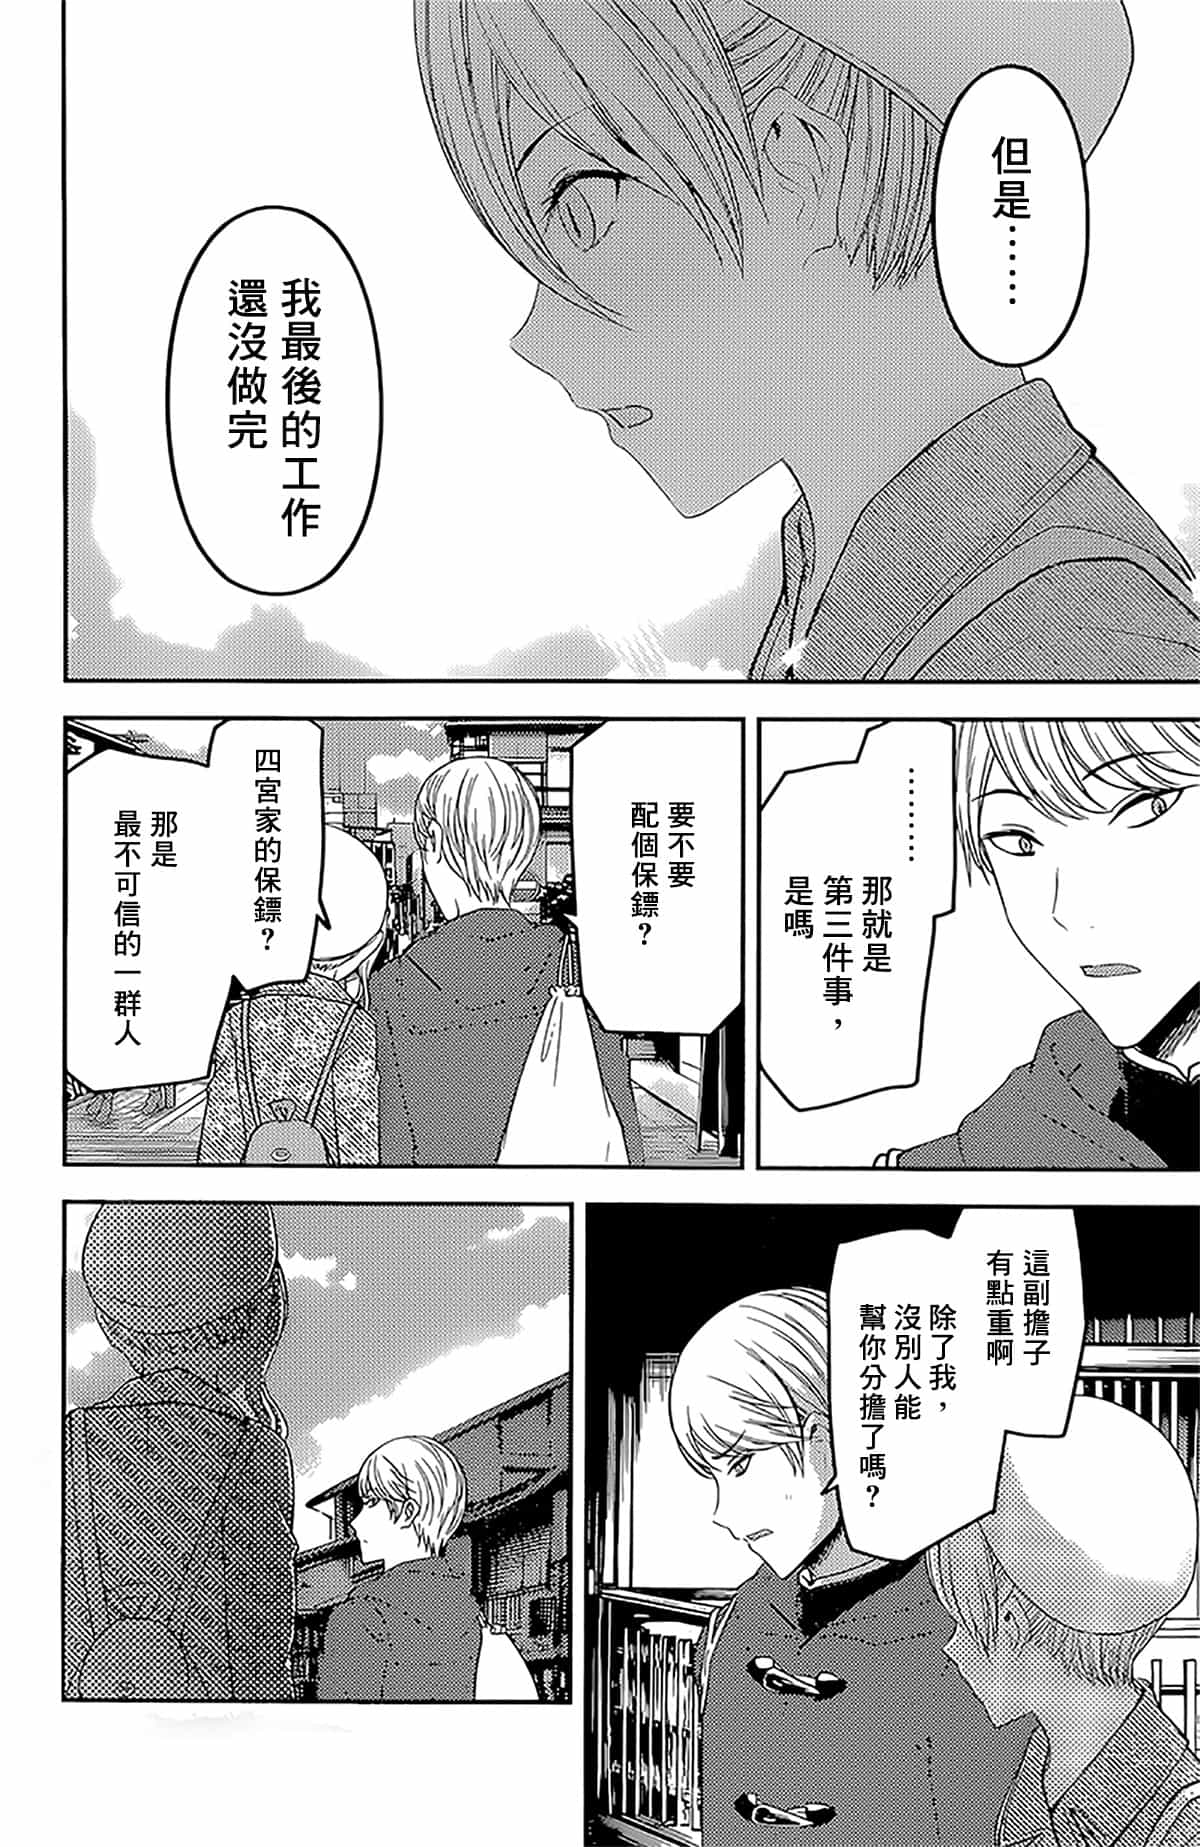 但是……
我最後的工作
還沒做完
………
那就是
第三件事，
是嗎
要不要
配個保鏢？
四宮家的保鏢？
那是
最不可信的一群人
這副擔子
有點重啊
除了我，
沒別人能
幫你分擔了嗎？